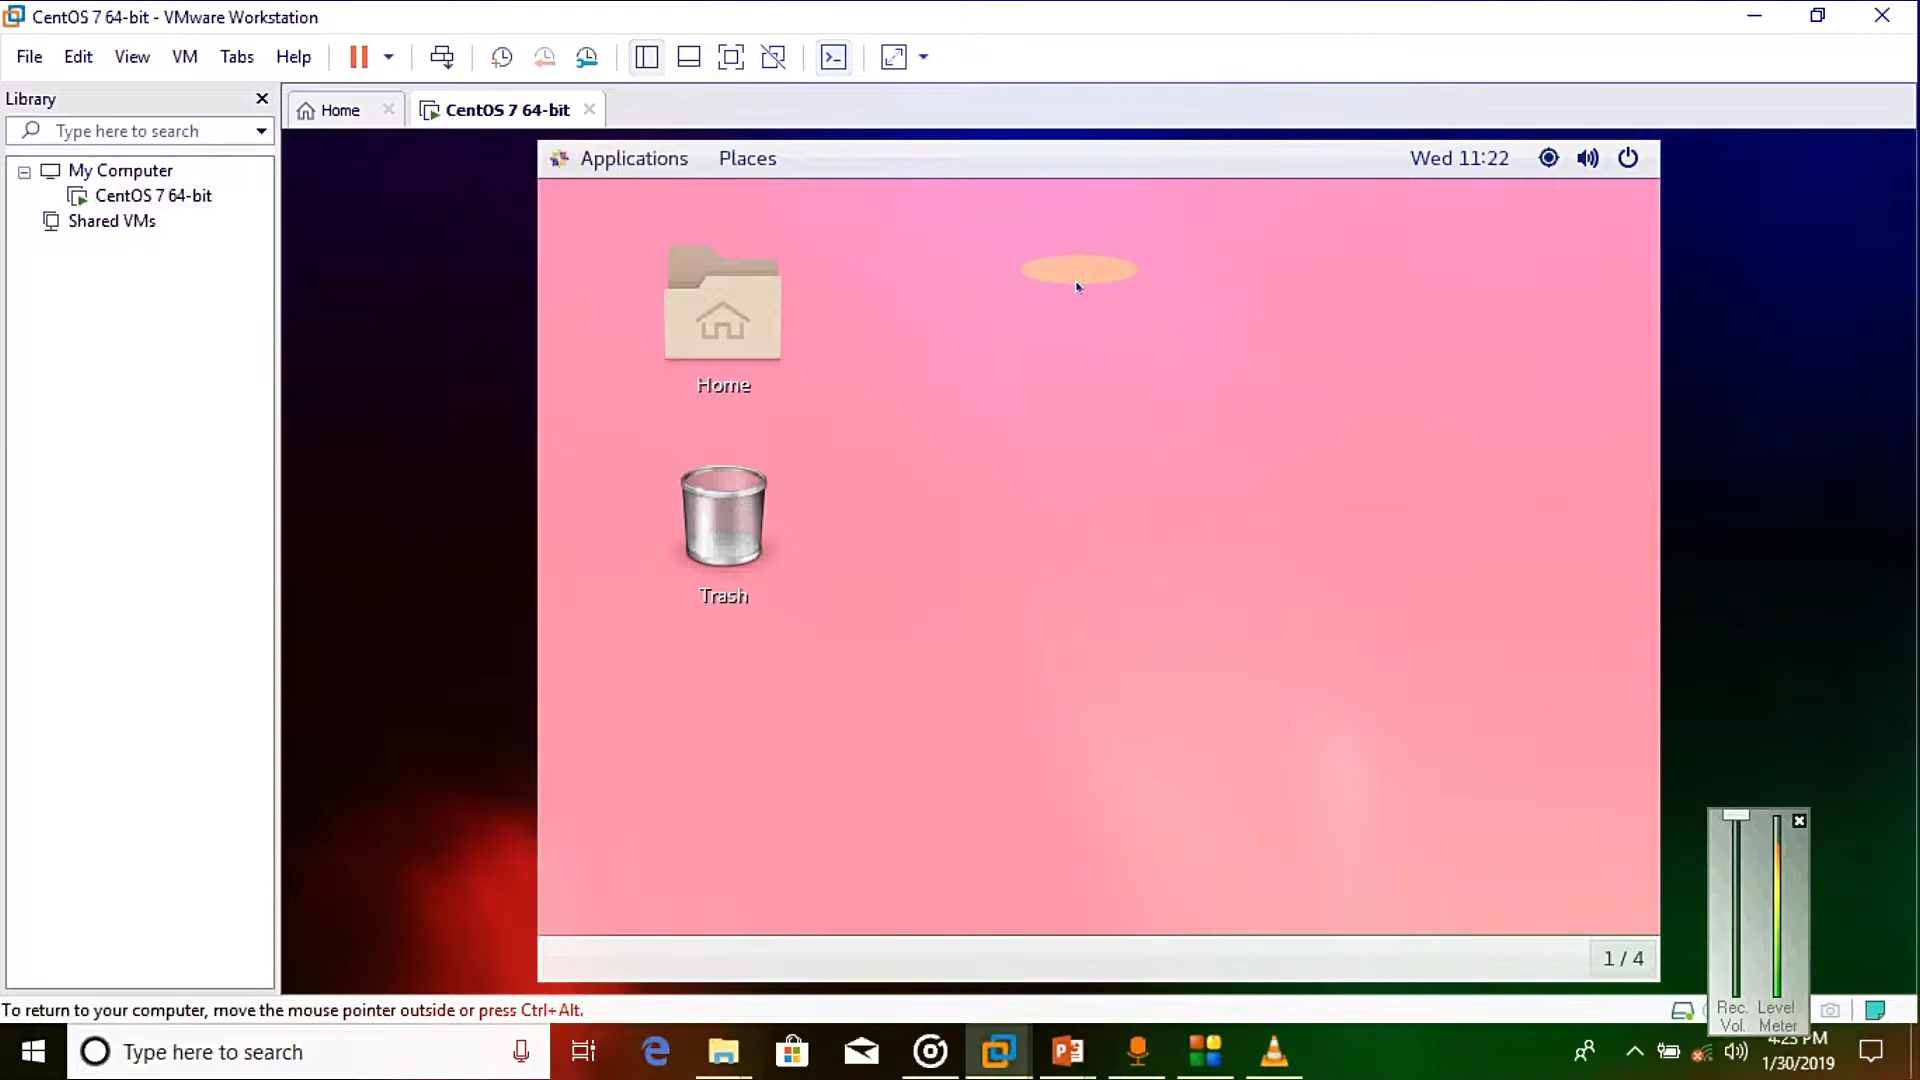 CentOS 7 64-bit - VMware Workstation
File Edit View VM Tabs Help
Library
Home
CentOS 7 64-bit
Type here to search
My Computer
CentOS 7 64-bit
Shared VMs
Applications Places Wed 11:22
Home
Trash
1 / 4
Rec. Vol.
Level Meter
To return to your computer, move the mouse pointer outside or press Ctrl+Alt.
Type here to search
4:23 PM
1/30/2019